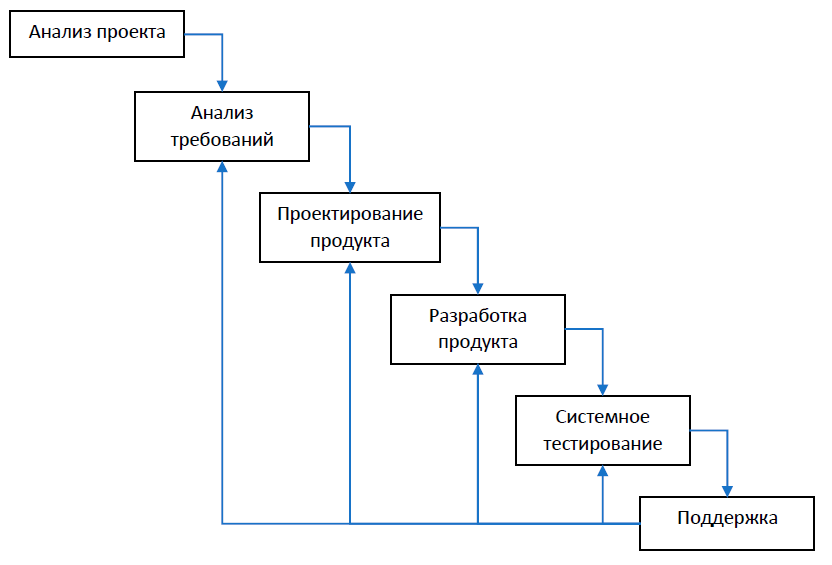 Анализ проекта
Анализ
требований
Проектирование
продукта
Разработка
продукта
Системное
тестирование
Поддержка